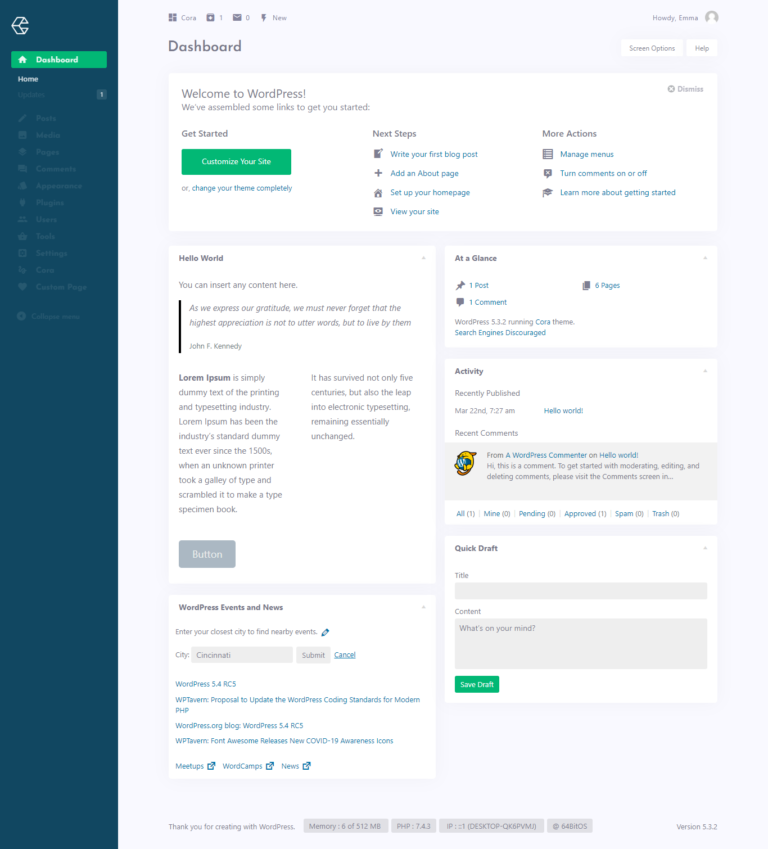 Cora 1 0 New Howdy, Emma
Dashboard
Screen Options Help
Dashboard
Home
Updates 1
Posts
Media
Pages
Comments
Appearance
Plugins
Users
Tools
Settings
Cora
Custom Page
Collapse menu
Welcome to WordPress!
We've assembled some links to get you started:
Dismiss
Get Started
Customize Your Site
or, change your theme completely
Next Steps
Write your first blog post
Add an About page
Set up your homepage
View your site
More Actions
Manage menus
Turn comments on or off
Learn more about getting started
Hello World
You can insert any content here.
As we express our gratitude, we must never forget that the
highest appreciation is not to utter words, but to live by them
John F. Kennedy
Lorem Ipsum is simply
dummy text of the printing
and typesetting industry.
Lorem Ipsum has been the
industry's standard dummy
text ever since the 1500s,
when an unknown printer
took a galley of type and
scrambled it to make a type
specimen book.
It has survived not only five
centuries, but also the leap
into electronic typesetting,
remaining essentially
unchanged.
Button
WordPress Events and News
Enter your closest city to find nearby events.
City: Cincinnati Submit Cancel
WordPress 5.4 RC5
WPTavern: Proposal to Update the WordPress Coding Standards for Modern
PHP
WordPress.org blog: WordPress 5.4 RC5
WPTavern: Font Awesome Releases New COVID-19 Awareness Icons
Meetups WordCamps News
At a Glance
1 Post 6 Pages
1 Comment
WordPress 5.3.2 running Cora theme.
Search Engines Discouraged
Activity
Recently Published
Mar 22nd, 7:27 am Hello world!
Recent Comments
From A WordPress Commenter on Hello world!
Hi, this is a comment. To get started with moderating, editing, and
deleting comments, please visit the Comments screen in...
All (1) | Mine (0) | Pending (0) | Approved (1) | Spam (0) | Trash (0)
Quick Draft
Title
Content
What's on your mind?
Save Draft
Thank you for creating with WordPress. Memory : 6 of 512 MB PHP : 7.4.3 IP : ::1 (DESKTOP-QK6PVMJ) @ 64BitOS Version 5.3.2